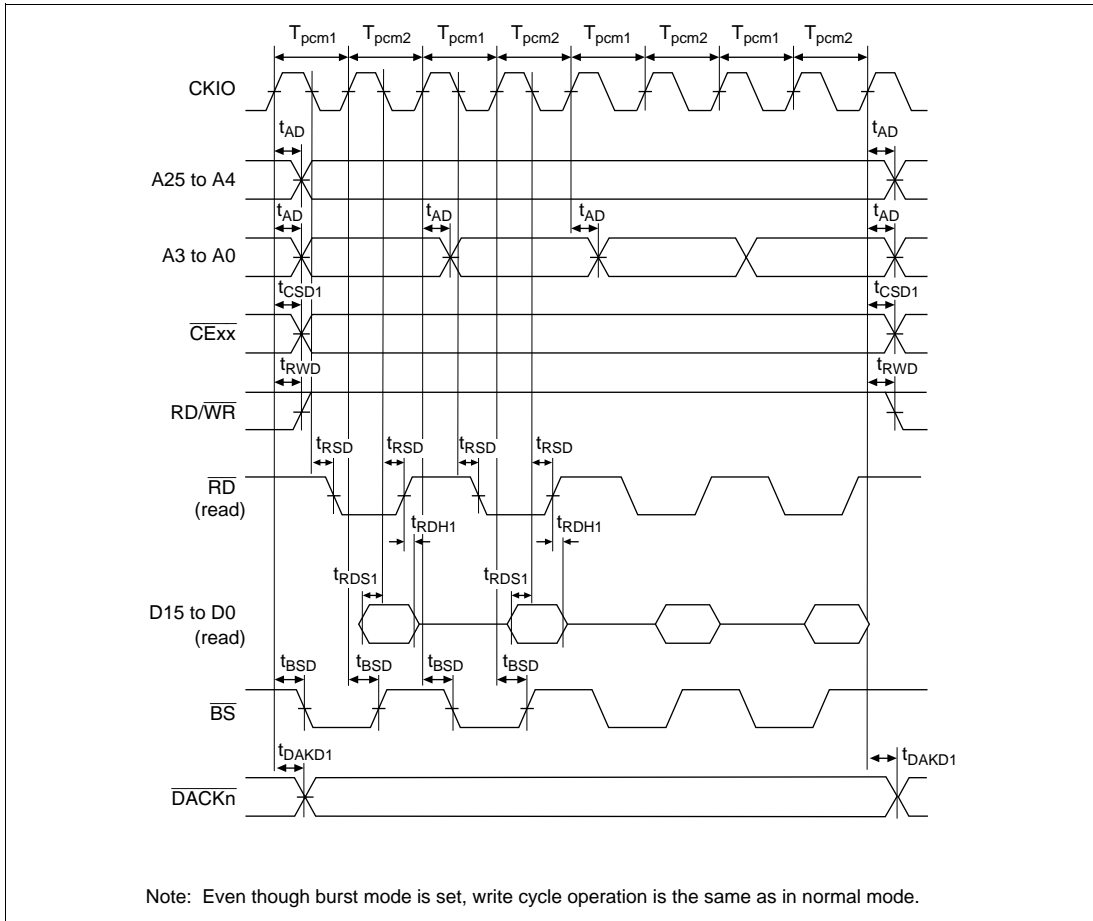 Tpcm1 Tpcm2 Tpcm1 Tpcm2 Tpcm1 Tpcm2 Tpcm1 Tpcm2
CKIO
tAD tAD
A25 to A4
tAD tAD tAD tAD
A3 to A0
tCSD1 tCSD1
CExx
tRWD tRWD
RD/WR
tRSD tRSD tRSD tRSD
RD
(read)
tRDH1 tRDH1
tRDS1 tRDS1
D15 to D0
(read)
tBSD tBSD tBSD tBSD
BS
tDAKD1 tDAKD1
DACKn
Note: Even though burst mode is set, write cycle operation is the same as in normal mode.